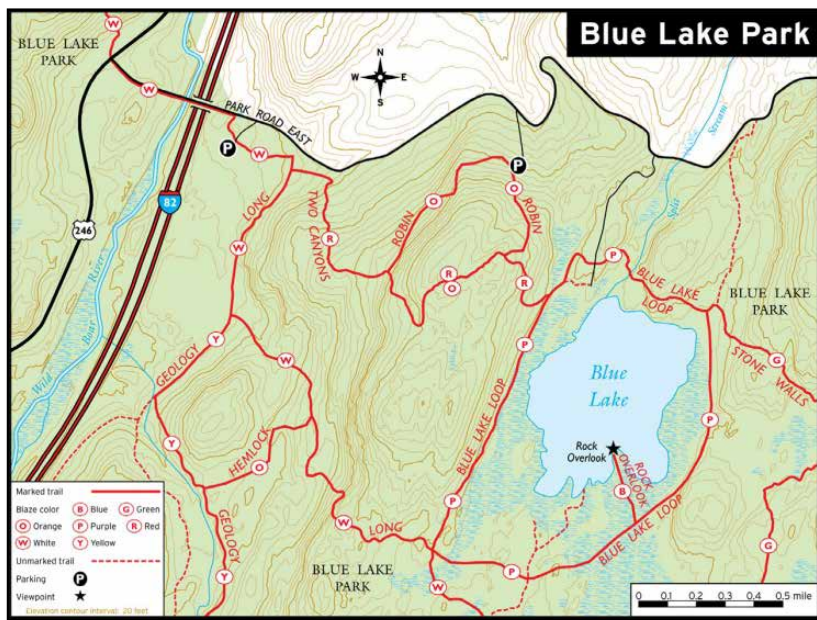 Blue Lake Park
BLUE LAKE
PARK
W
N
W E
S
W
PARK ROAD EAST
P
W
P
82
246
LONG
TWO CANYONS
R
ROBIN
O
O
ROBIN
Spia
Stream
W
R
O
R
P
BLUE LAKE
LOOP
BLUE LAKE
PARK
Wild Boar River
GEOLOGY
Y
W
P
Blue
Lake
G
STONE WALLS
P
Y
HEMLOCK
O
BLUE LAKE LOOP
Rock
Overlook
ROCK
OVERLOOK
B
P
GEOLOGY
Y
W
LONG
BLUE LAKE LOOP
P
W
G
BLUE LAKE
PARK
Marked trail
Blaze color B Blue G Green
O Orange P Purple R Red
W White Y Yellow
Unmarked trail
Parking P
Viewpoint
Elevation contour interval: 20 feet
0 0.1 0.2 0.3 0.4 0.5 mile